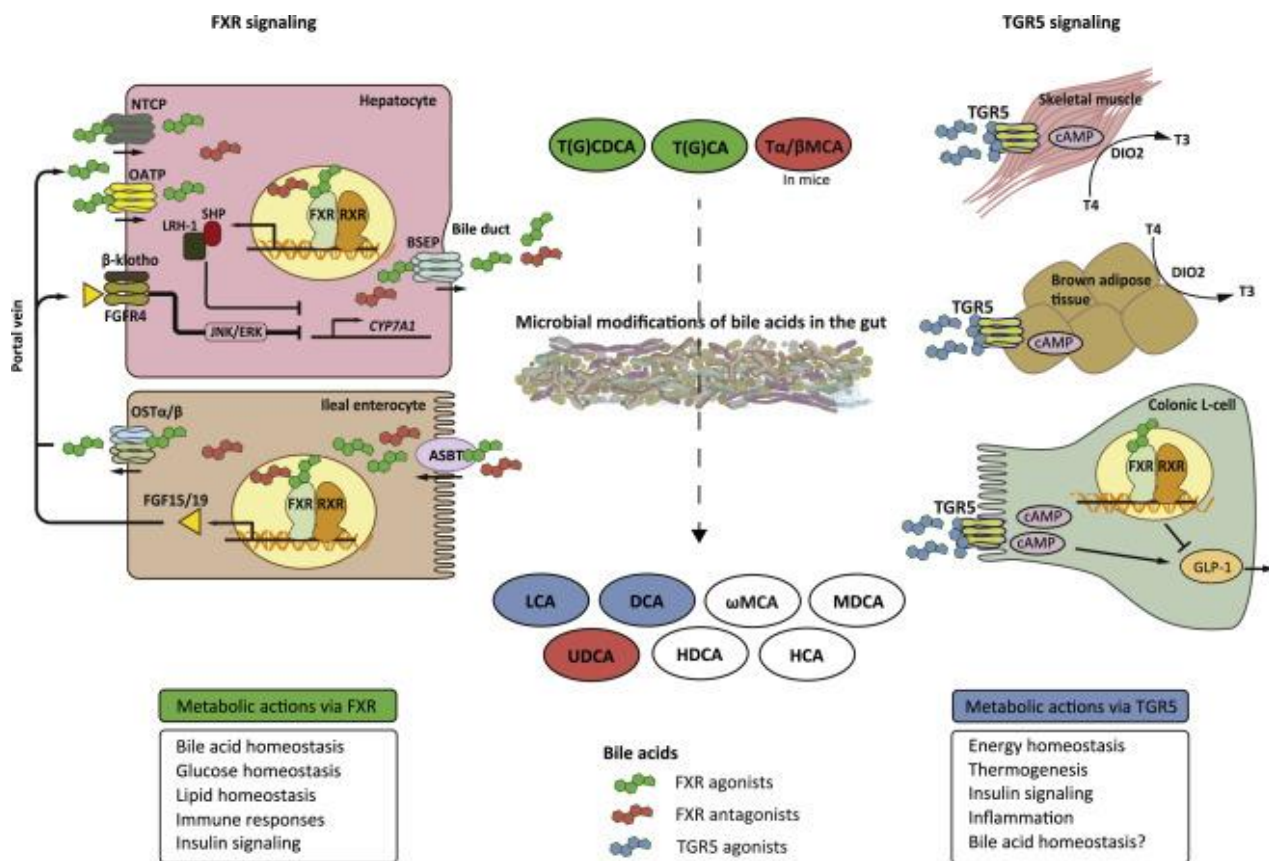 FXR signaling
TGR5 signaling
Hepatocyte
NTCP
OATP
LRH-1
SHP
FXR
RXR
BSEP
Bile duct
β-klotho
FGFR4
JNK/ERK
CYP7A1
Portal vein
Ileal enterocyte
OSTα/β
ASBT
FGF15/19
FXR
RXR
T(G)CDCA
T(G)CA
Tα/βMCA
In mice
Microbial modifications of bile acids in the gut
LCA
DCA
ωMCA
MDCA
UDCA
HDCA
HCA
Skeletal muscle
TGR5
cAMP
T3
DIO2
T4
T4
Brown adipose
tissue
DIO2
T3
TGR5
cAMP
Colonic L-cell
FXR
RXR
TGR5
cAMP
cAMP
GLP-1
Metabolic actions via FXR
Bile acid homeostasis
Glucose homeostasis
Lipid homeostasis
Immune responses
Insulin signaling
Bile acids
FXR agonists
FXR antagonists
TGR5 agonists
Metabolic actions via TGR5
Energy homeostasis
Thermogenesis
Insulin signaling
Inflammation
Bile acid homeostasis?